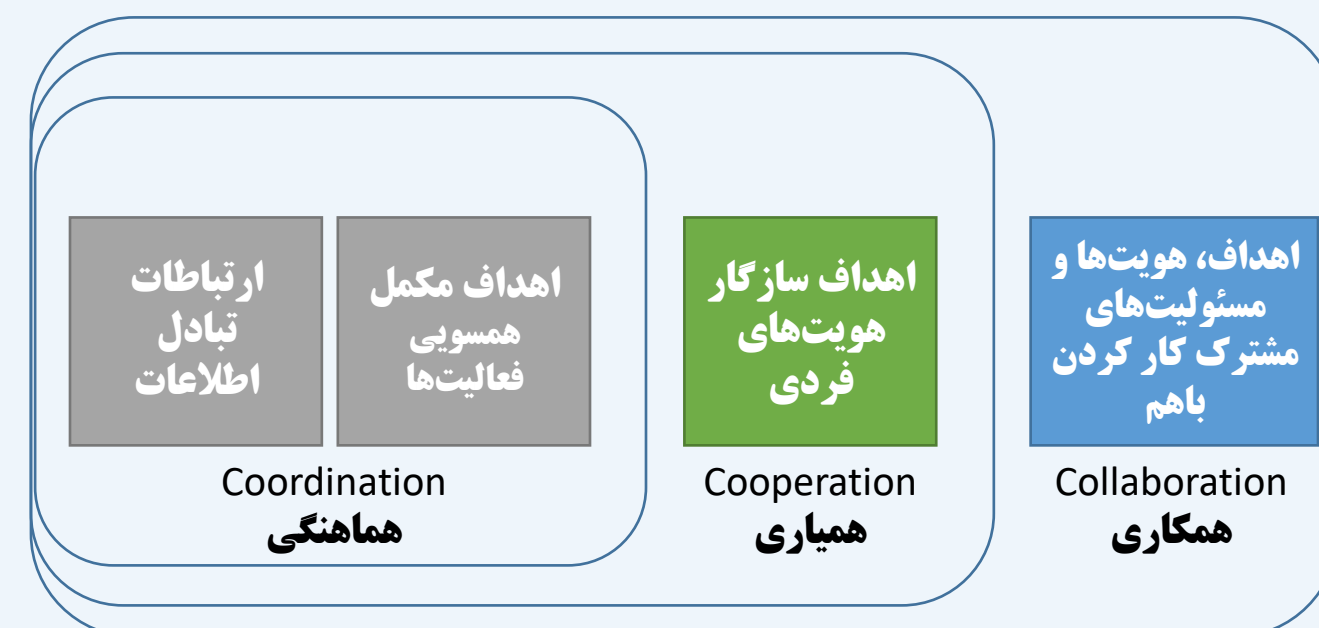 ارتباطات
تبادل
اطلاعات
اهداف مکمل
همسویی
فعالیت‌ها
اهداف سازگار
هویت‌های
فردی
اهداف، هویت‌ها و
مسئولیت‌های
مشترک کار کردن
باهم
Coordination
هماهنگی
Cooperation
همیاری
Collaboration
همکاری